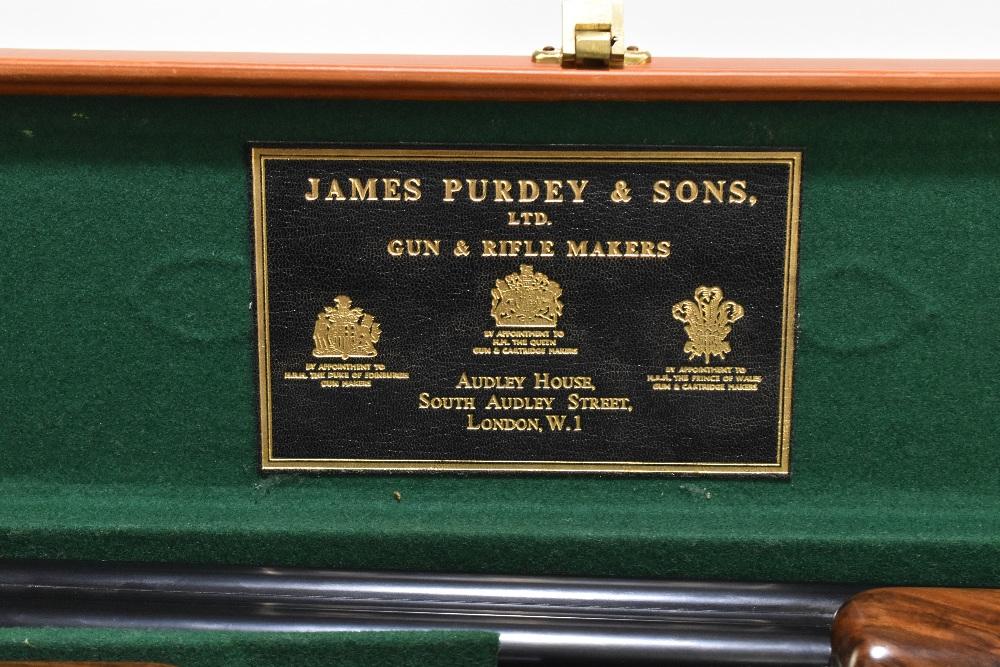 JAMES PURDEY & SONS,
LTD.
GUN & RIFLE MAKERS
BY APPOINTMENT TO
H.M. THE QUEEN
GUN & CARTRIDGE MAKERS
BY APPOINTMENT TO
H.R.H. THE DUKE OF EDINBURGH
GUN MAKERS
BY APPOINTMENT TO
H.R.H. THE PRINCE OF WALES
GUN & CARTRIDGE MAKERS
AUDLEY HOUSE,
SOUTH AUDLEY STREET,
LONDON, W.1